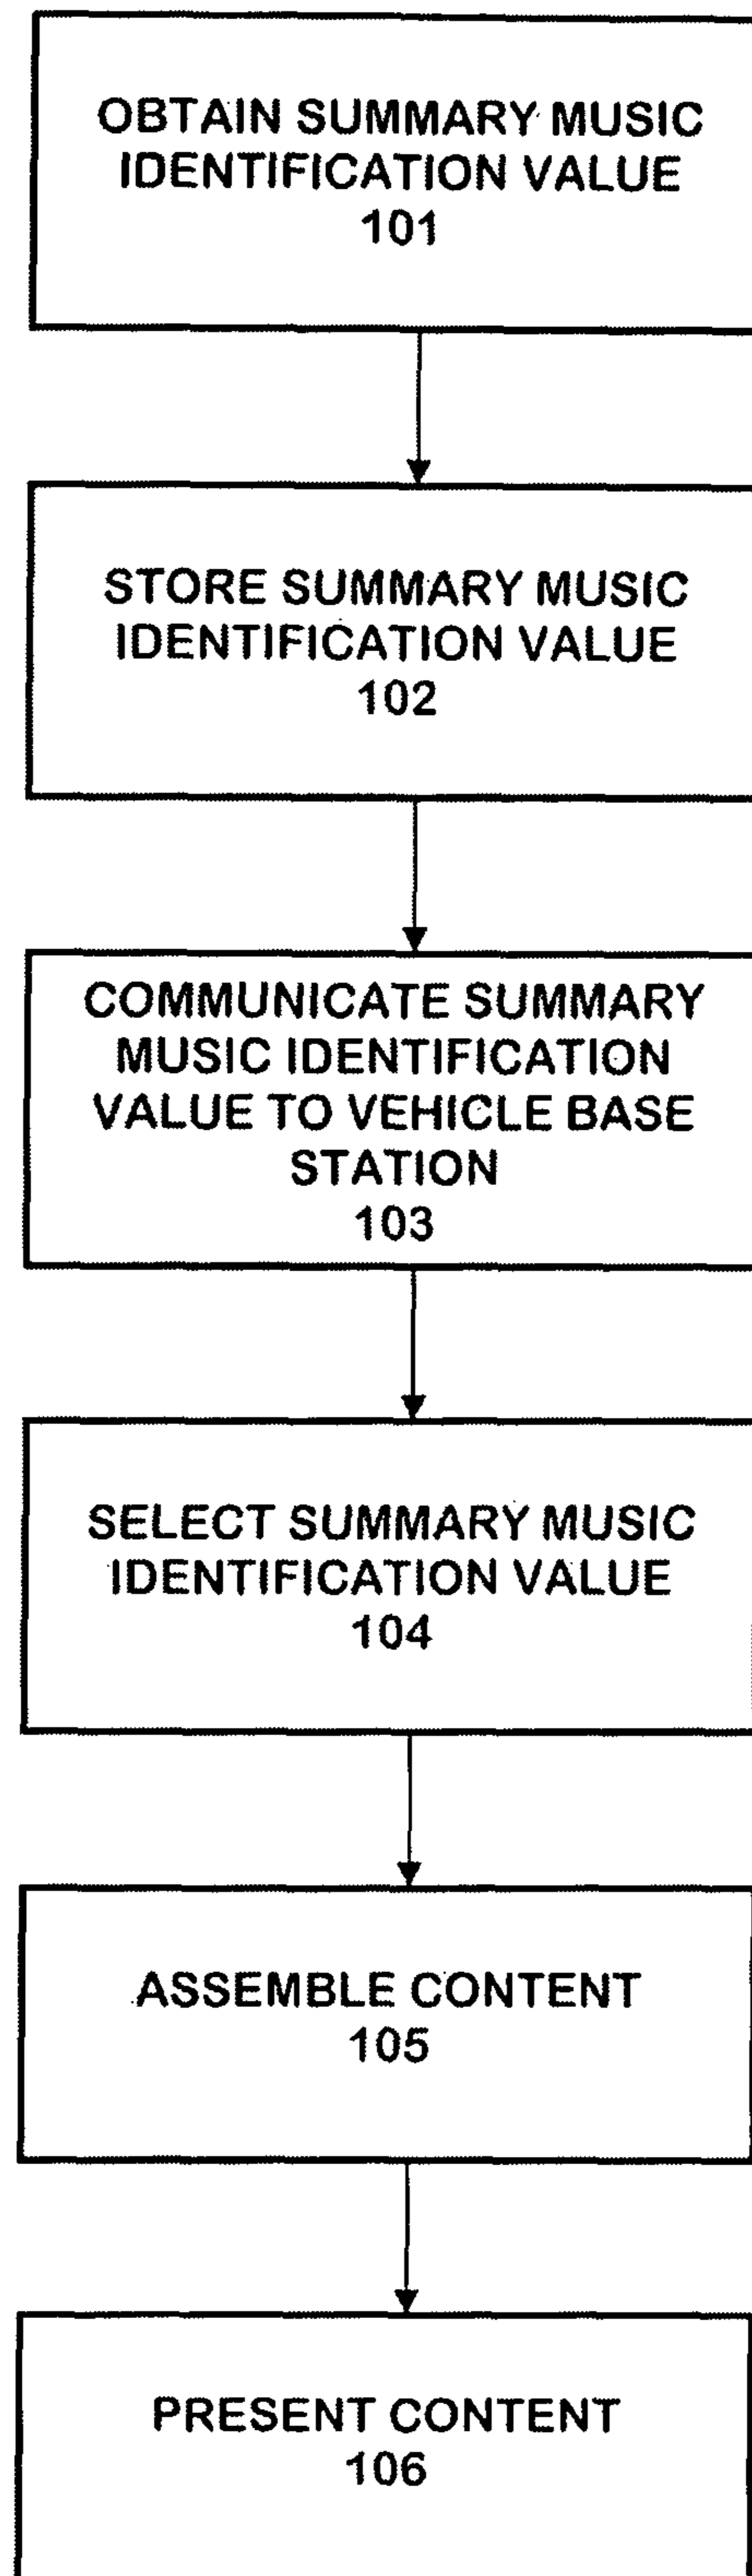 OBTAIN SUMMARY MUSIC
IDENTIFICATION VALUE
101
STORE SUMMARY MUSIC
IDENTIFICATION VALUE
102
COMMUNICATE SUMMARY
MUSIC IDENTIFICATION
VALUE TO VEHICLE BASE
STATION
103
SELECT SUMMARY MUSIC
IDENTIFICATION VALUE
104
ASSEMBLE CONTENT
105
PRESENT CONTENT
106